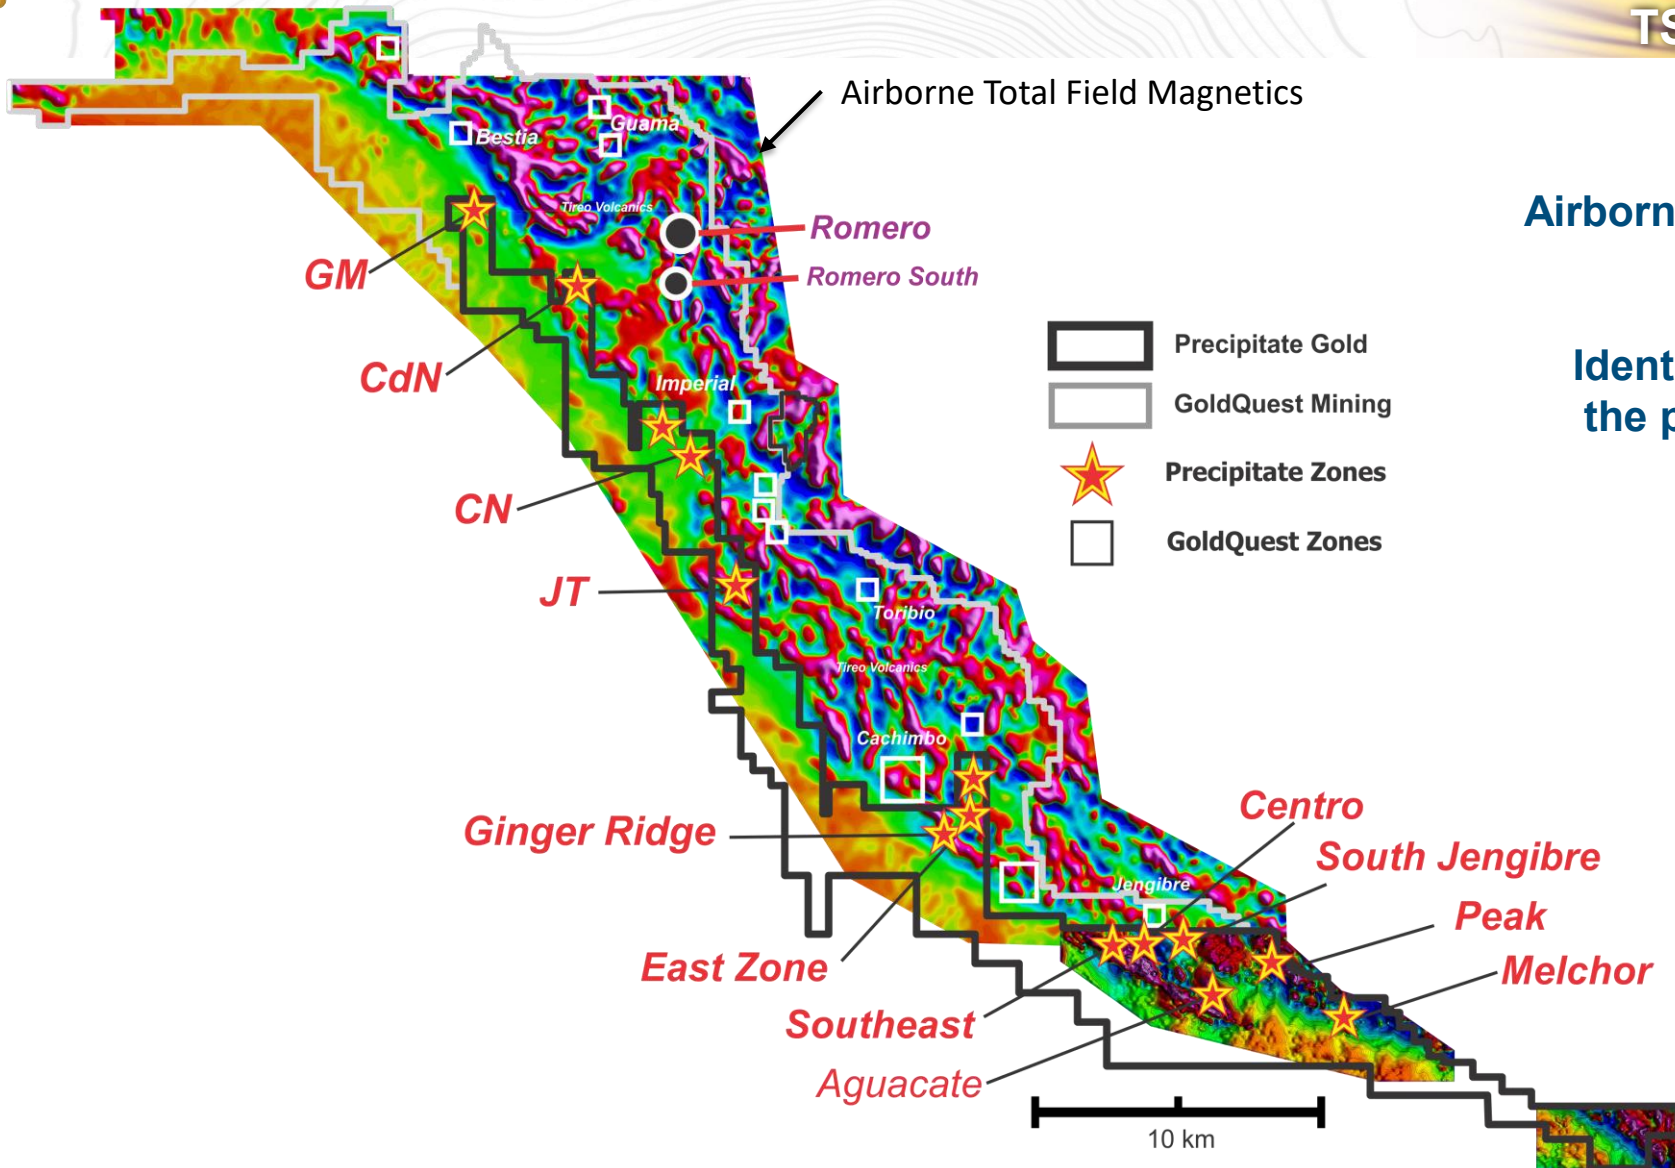 TS
Airborne Total Field Magnetics
Guama
Bestia
Airborn
Tireo Volcanics
Romero
GM
Romero South
Precipitate Gold
Ident
CdN
Imperial
GoldQuest Mining
the p
Precipitate Zones
CN
GoldQuest Zones
JT
Toribio
Tireo Volcanics
Cachimbo
Centro
Ginger Ridge
South Jengibre
Jengibre
Peak
East Zone
Melchor
Southeast
Aguacate
10 km